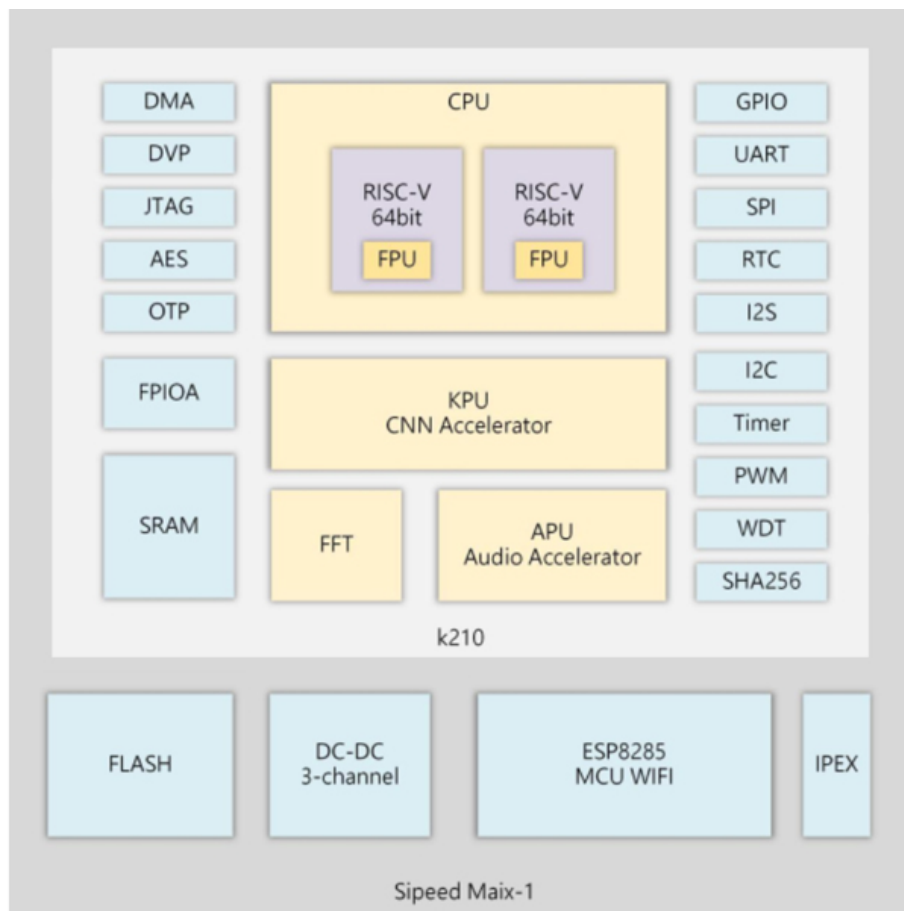 DMA
DVP
JTAG
AES
OTP
FPIOA
SRAM
CPU
RISC-V
64bit
FPU
RISC-V
64bit
FPU
KPU
CNN Accelerator
FFT
APU
Audio Accelerator
GPIO
UART
SPI
RTC
I2S
I2C
Timer
PWM
WDT
SHA256
k210
FLASH
DC-DC
3-channel
ESP8285
MCU WIFI
IPEX
Sipeed Maix-1